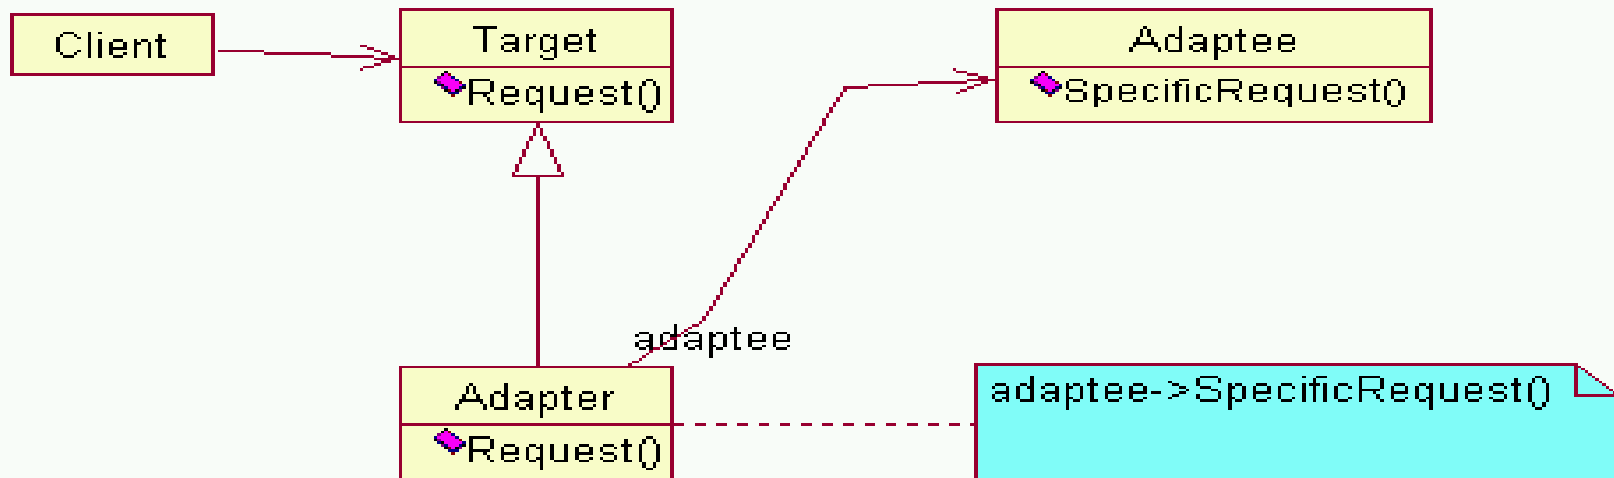 Client
Target
Request()
Adaptee
SpecificRequest()
adaptee
Adapter
Request()
adaptee->SpecificRequest()